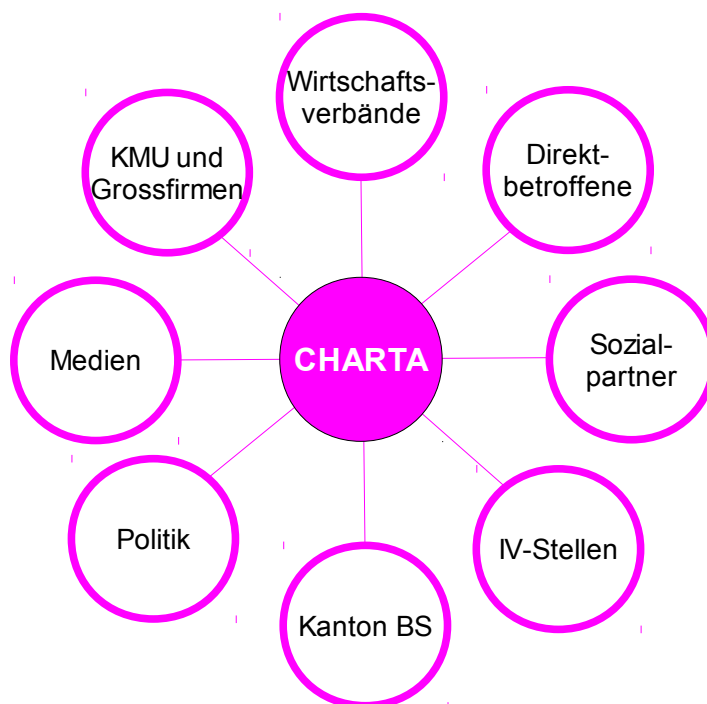 Wirtschafts-
verbände
KMU und
Grossfirmen
Direkt-
betroffene
Medien
CHARTA
Sozial-
partner
Politik
IV-Stellen
Kanton BS